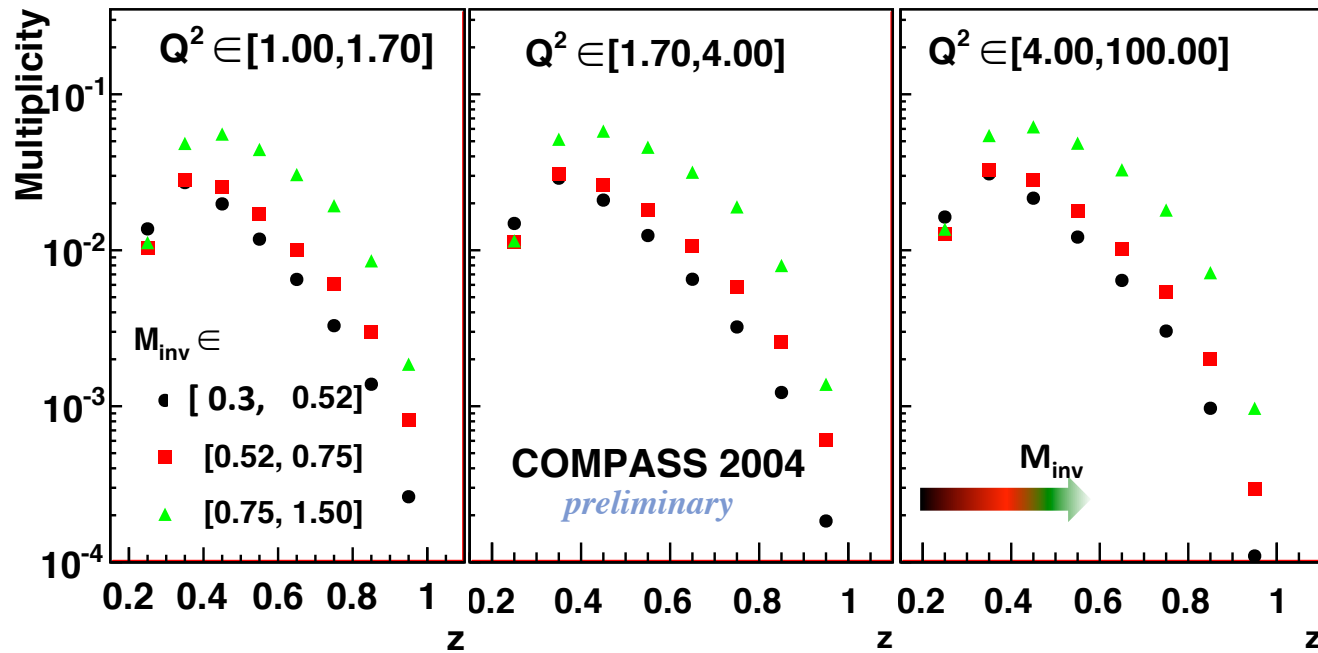 Q² ∈[1.00,1.70]
Q² ∈[1.70,4.00]
Q² ∈[4.00,100.00]
Multiplicity
10⁻¹
10⁻²
10⁻³
10⁻⁴
M_inv ∈
[ 0.3, 0.52]
[0.52, 0.75]
[0.75, 1.50]
COMPASS 2004
preliminary
M_inv
0.2 0.4 0.6 0.8 1
z
0.2 0.4 0.6 0.8 1
z
0.2 0.4 0.6 0.8 1
z